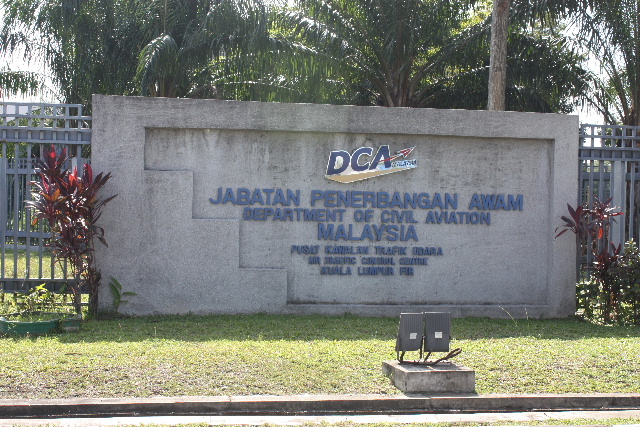 DCA
JABATAN PENERBANGAN AWAM
DEPARTMENT OF CIVIL AVIATION
MALAYSIA
PUSAT KAWALAN TRAFIK UDARA
AIR TRAFFIC CONTROL CENTRE
KUALA LUMPUR FIR